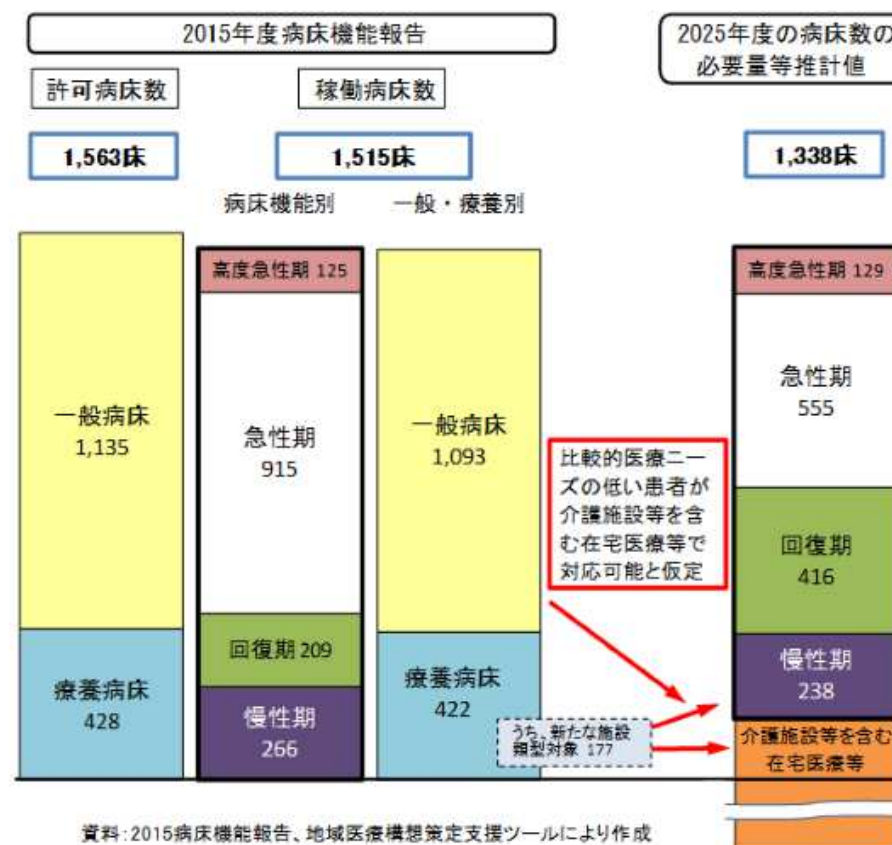 2015年度病床機能報告
2025年度の病床数の
必要量等推計値
許可病床数
稼働病床数
1,563床
1,515床
1,338床
病床機能別
一般・療養別
一般病床
1,135
療養病床
428
高度急性期 125
急性期
915
回復期 209
慢性期
266
一般病床
1,093
療養病床
422
比較的医療ニー
ズの低い患者が
介護施設等を含
む在宅医療等で
対応可能と仮定
うち、新たな施設
類型対象 177
高度急性期 129
急性期
555
回復期
416
慢性期
238
介護施設等を含む
在宅医療等
資料:2015病床機能報告、地域医療構想策定支援ツールにより作成